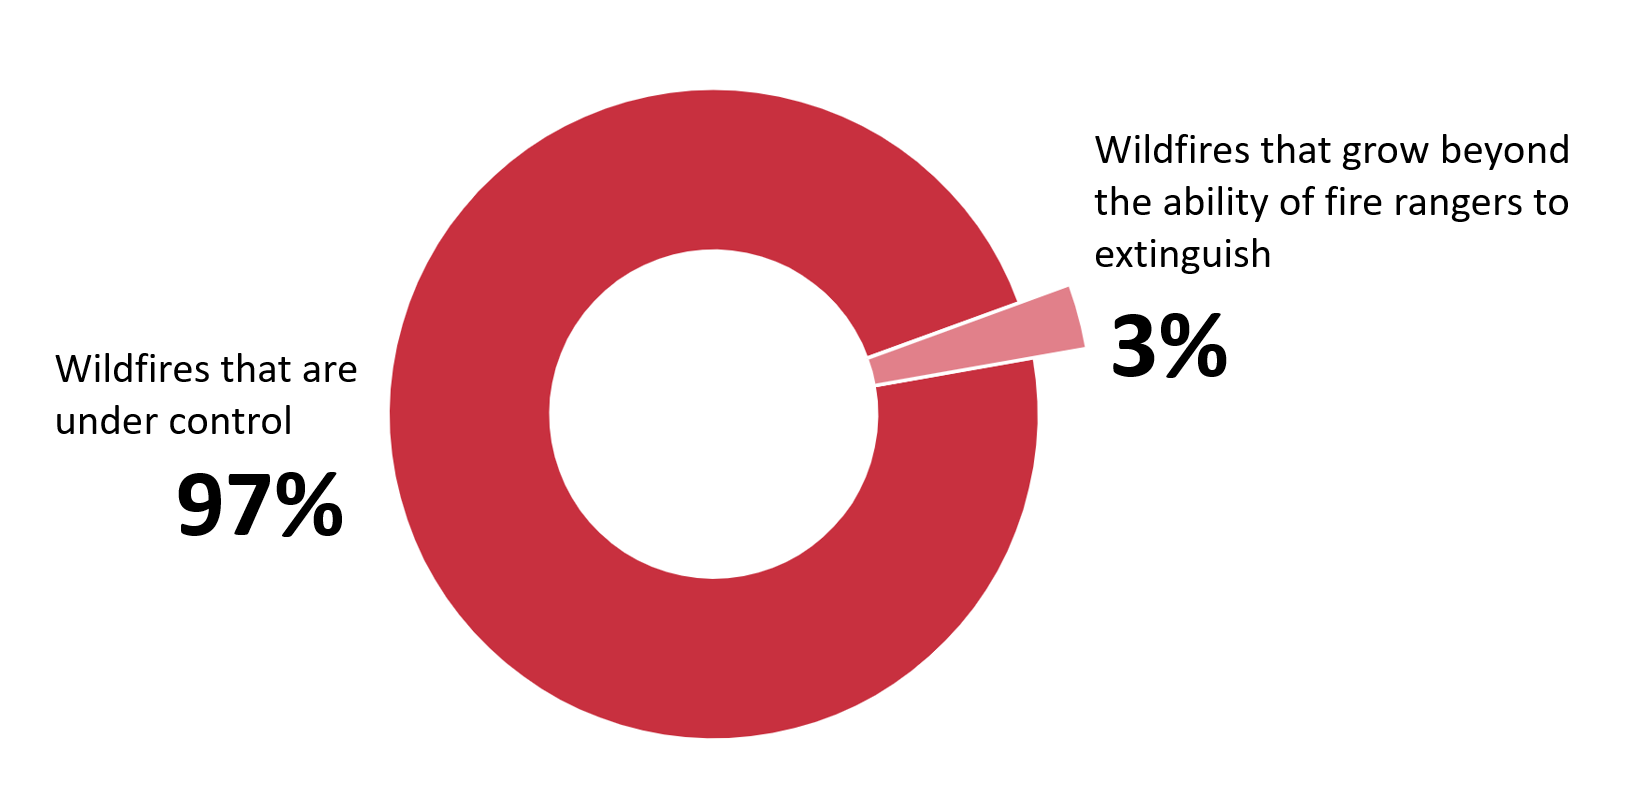 Wildfires that grow beyond
the ability of fire rangers to
extinguish
3%
Wildfires that are
under control
97%